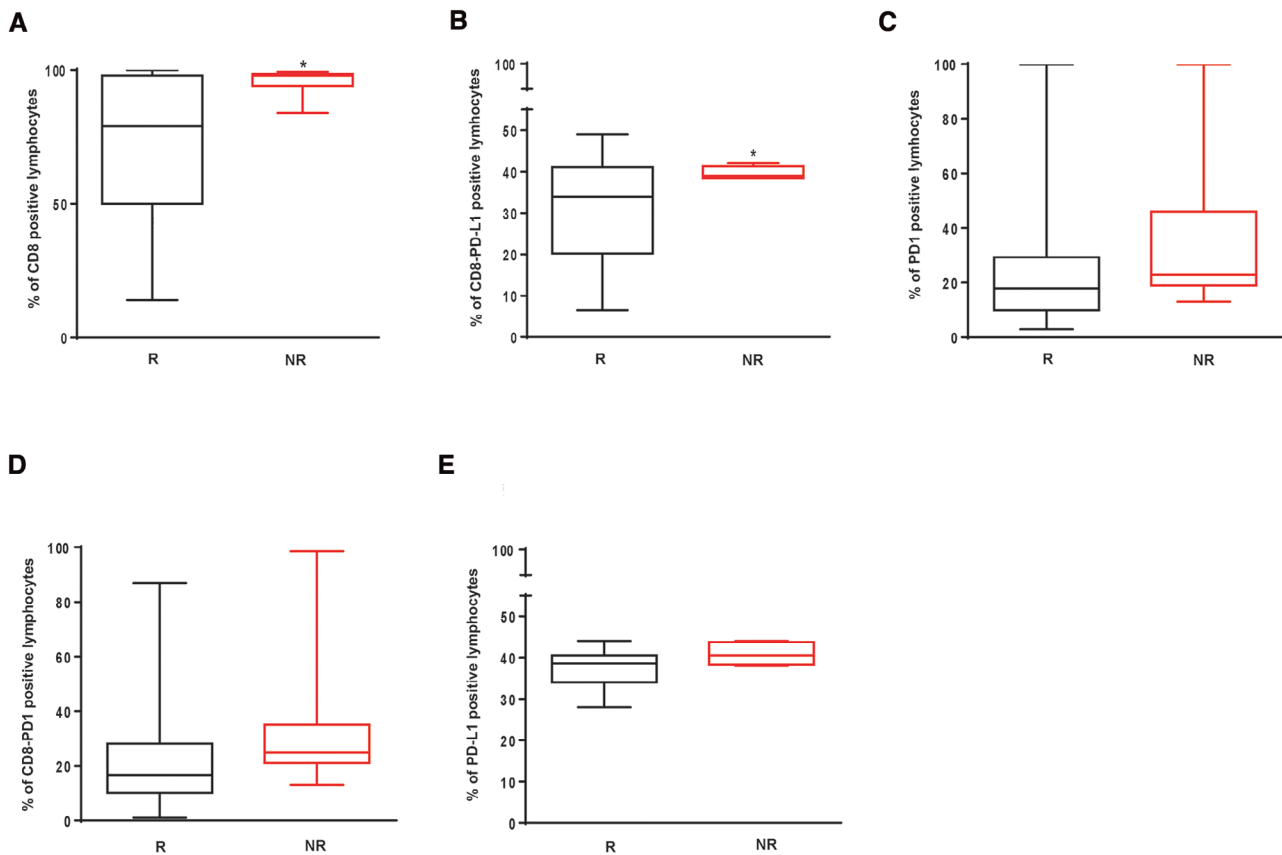 A
% of CD8 positive lymphocytes
100
50
0
*
R
NR
B
% of CD8-PD-L1 positive lymphocytes
100
50
40
30
20
10
0
*
R
NR
C
% of PD1 positive lymhocytes
100
80
60
40
20
0
R
NR
D
% of CD8-PD1 positive lymphocytes
100
80
60
40
20
0
R
NR
E
% of PD-L1 positive lymphocytes
100
50
40
30
20
10
0
R
NR